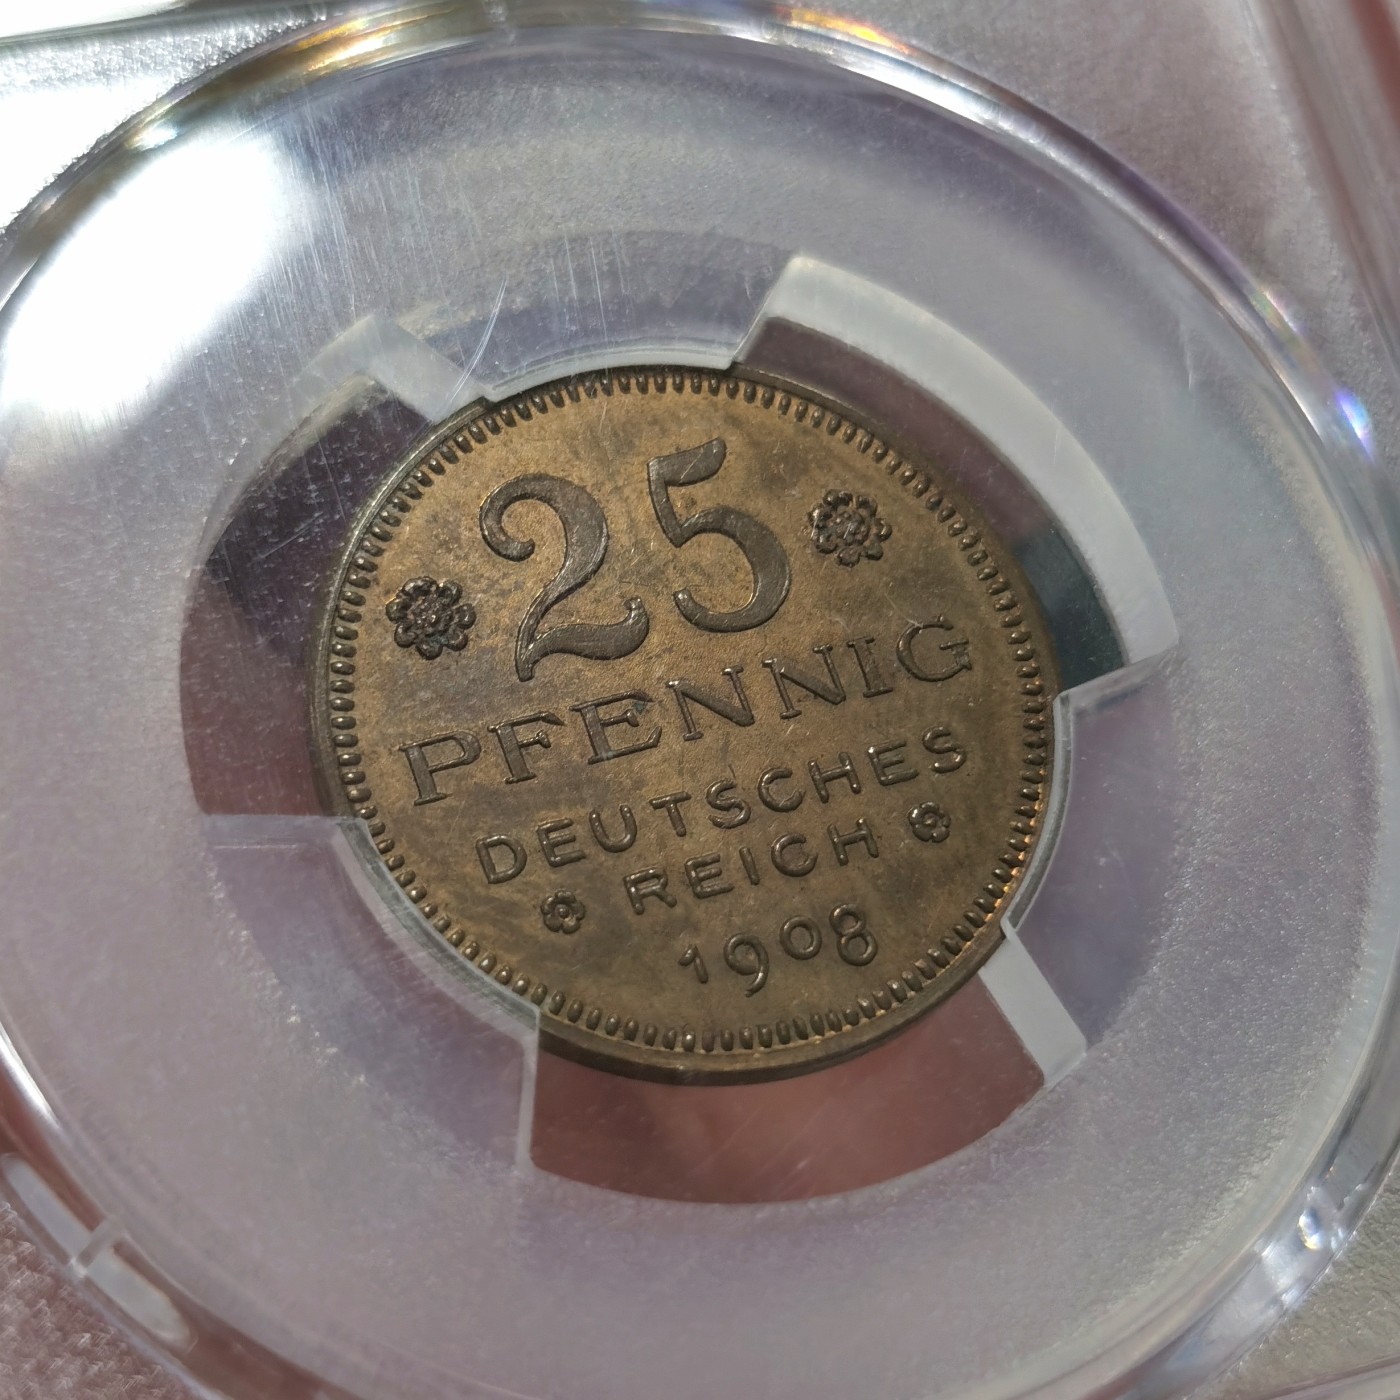 25
PFENNIG
DEUTSCHES
REICH
1908